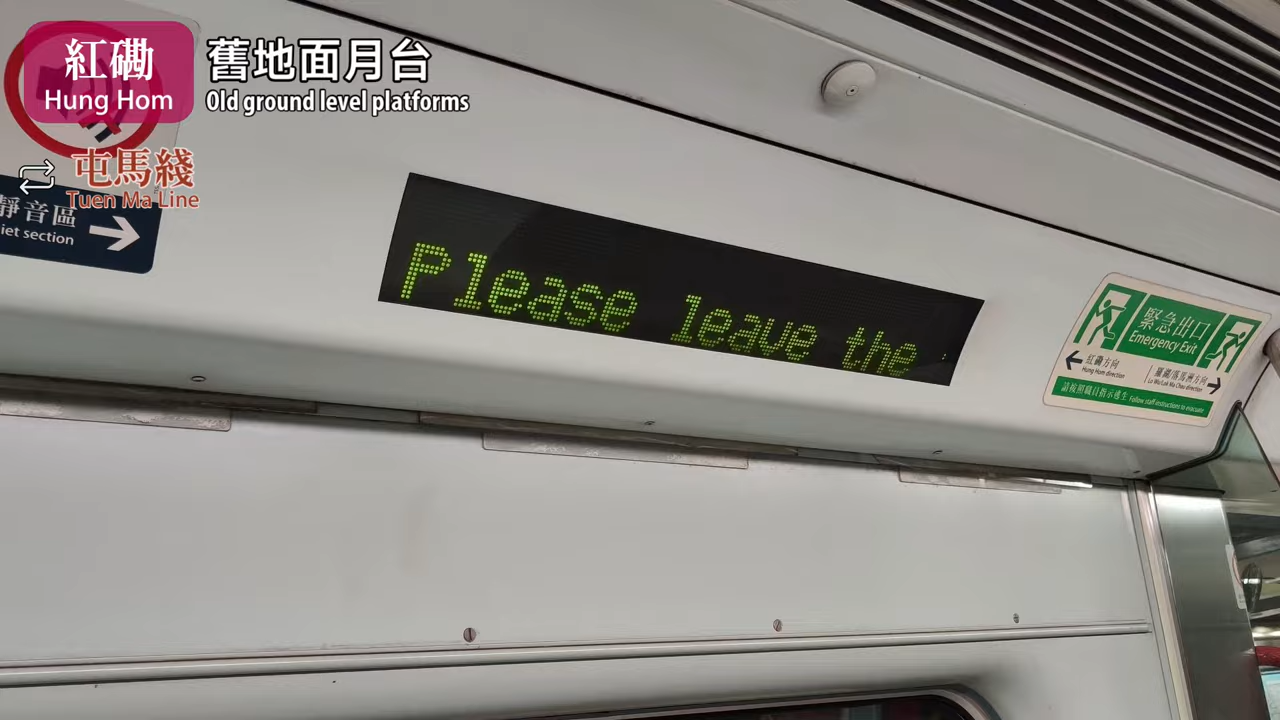 紅磡
Hung Hom
舊地面月台
Old ground level platforms
屯馬綫
Tuen Ma Line
靜音區
iet section
Please leave the
緊急出口
Emergency Exit
紅磡方向
Hung Hom direction
羅湖/落馬洲方向
Lo Wu/Lok Ma Chau direction
請按照職員指示逃生 Follow staff instructions to evacuate